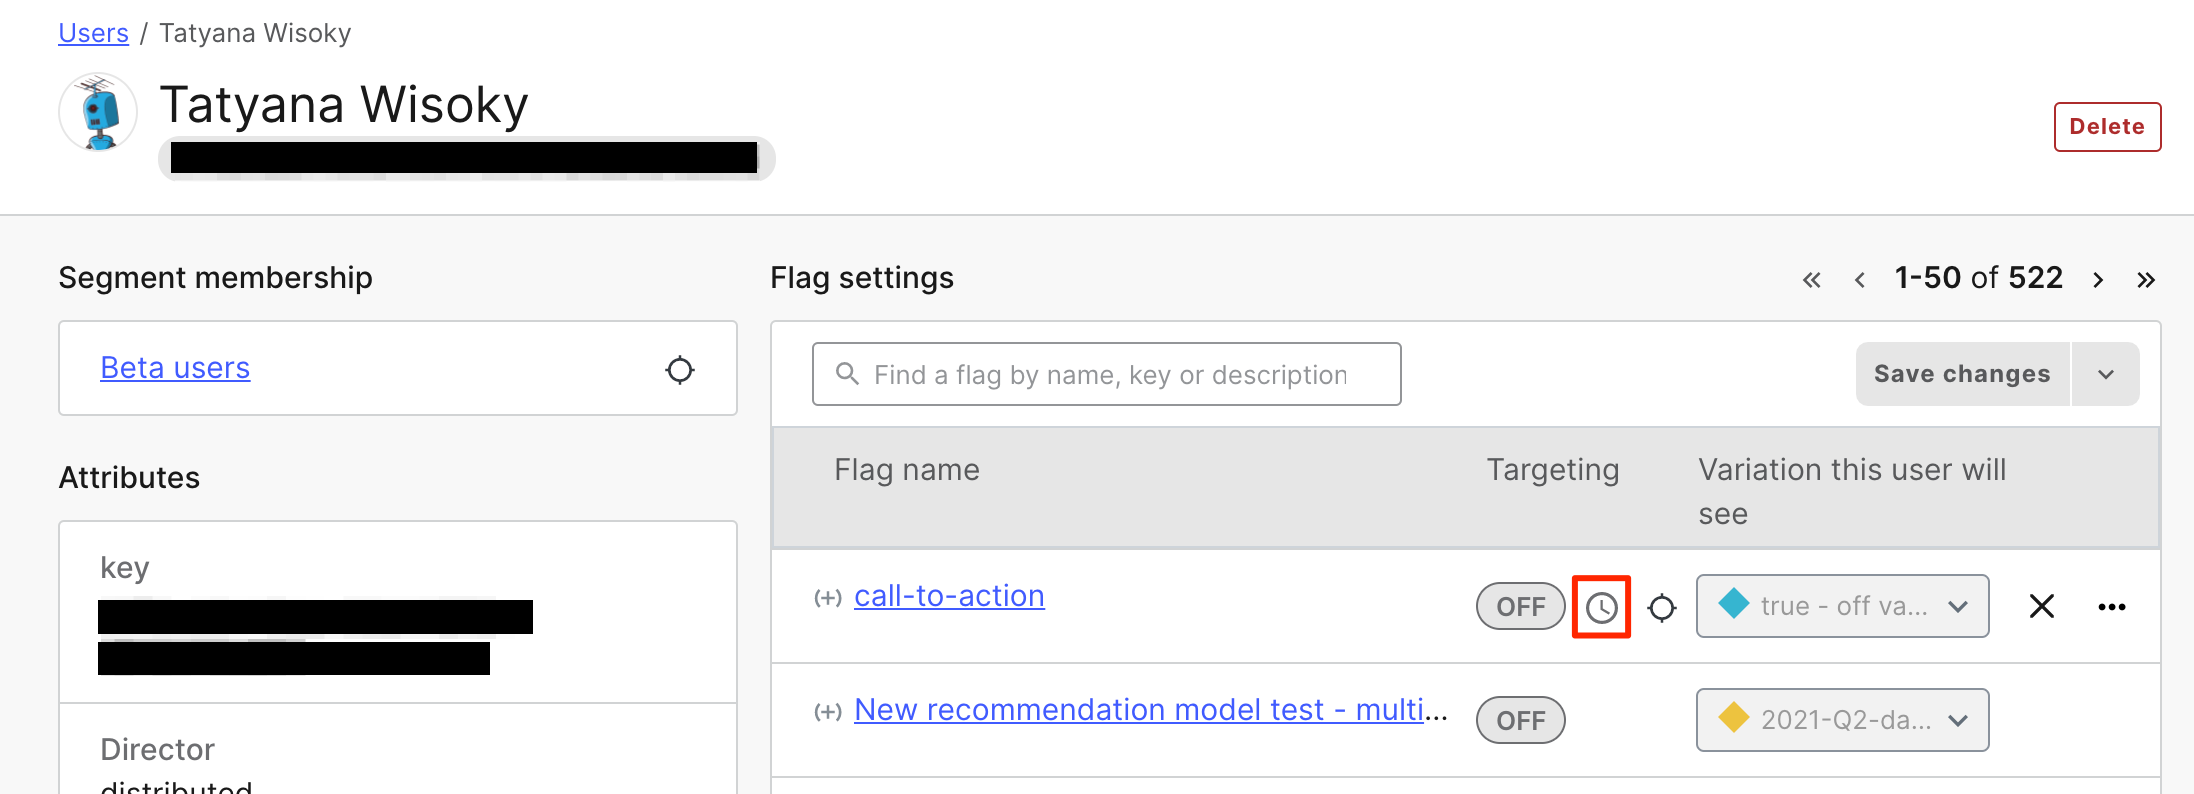 Users / Tatyana Wisoky
Tatyana Wisoky
Delete
Segment membership
Beta users
Attributes
key
Director
distributed
Flag settings
1-50 of 522
Find a flag by name, key or description
Save changes
Flag name
Targeting
Variation this user will
see
call-to-action
OFF
true - off va...
New recommendation model test - multi...
OFF
2021-Q2-da...